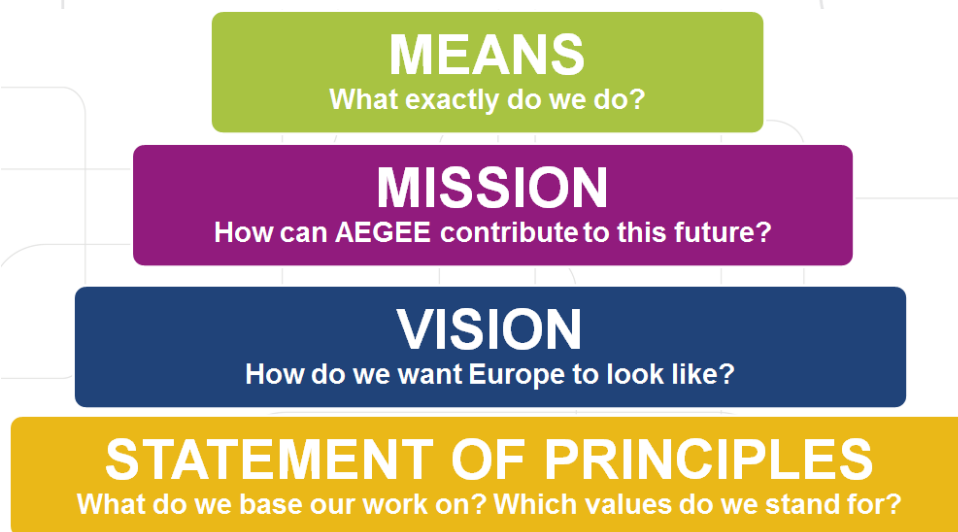 MEANS
What exactly do we do?
MISSION
How can AEGEE contribute to this future?
VISION
How do we want Europe to look like?
STATEMENT OF PRINCIPLES
What do we base our work on? Which values do we stand for?